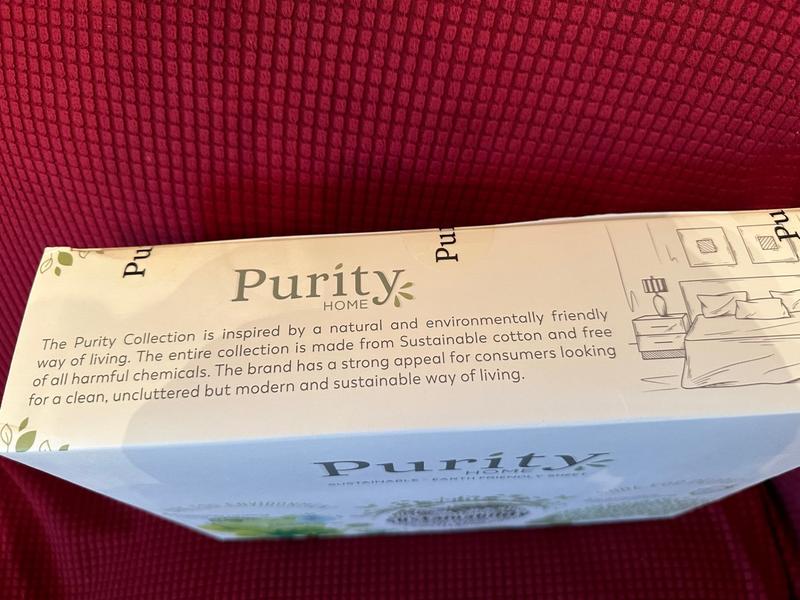 Pu
Pur
Pu
Purity
HOME
The Purity Collection is inspired by a natural and environmentally friendly
way of living. The entire collection is made from Sustainable cotton and free
of all harmful chemicals. The brand has a strong appeal for consumers looking
for a clean, uncluttered but modern and sustainable way of living.
Purity
HOME
SUSTAINABLE - EARTH FRIENDLY SHEET